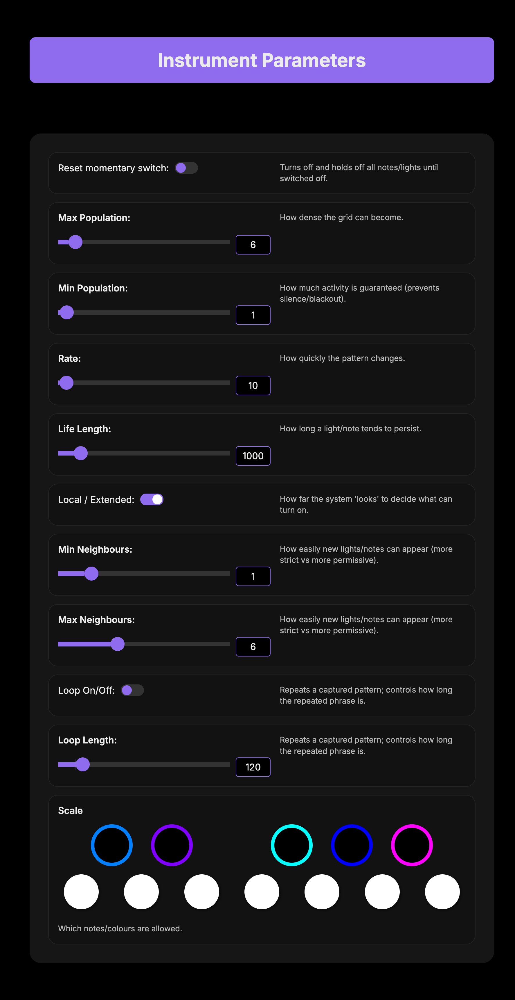 Instrument Parameters
Reset momentary switch:
Turns off and holds off all notes/lights until
switched off.
Max Population:
How dense the grid can become.
6
Min Population:
How much activity is guaranteed (prevents
silence/blackout).
1
Rate:
How quickly the pattern changes.
10
Life Length:
How long a light/note tends to persist.
1000
Local / Extended:
How far the system 'looks' to decide what can
turn on.
Min Neighbours:
How easily new lights/notes can appear (more
strict vs more permissive).
1
Max Neighbours:
How easily new lights/notes can appear (more
strict vs more permissive).
6
Loop On/Off:
Repeats a captured pattern; controls how long
the repeated phrase is.
Loop Length:
Repeats a captured pattern; controls how long
the repeated phrase is.
120
Scale
Which notes/colours are allowed.